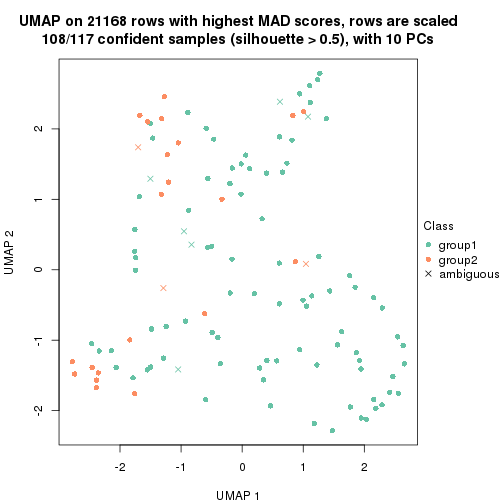 UMAP on 21168 rows with highest MAD scores, rows are scaled
108/117 confident samples (silhouette > 0.5), with 10 PCs
2
1
0
-1
-2
UMAP 2
-2
-1
0
1
2
UMAP 1
Class
group1
group2
ambiguous